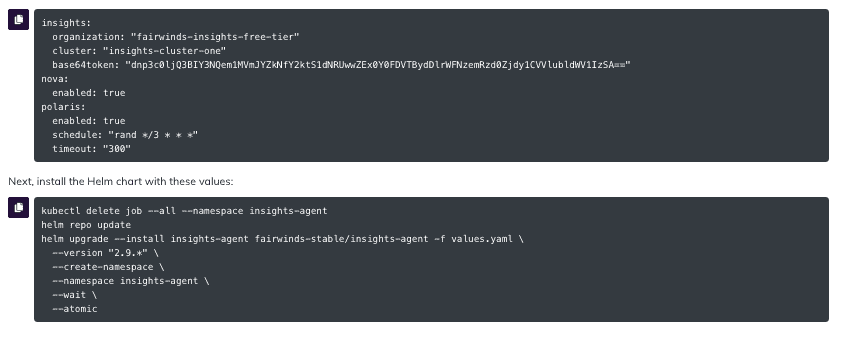 insights:
  organization: "fairwinds-insights-free-tier"
  cluster: "insights-cluster-one"
  base64token: "dnp3c0ljQ3BIY3NQem1MVmJYZkNfY2ktS1dNRUwwZEx0Y0FDVTBydDlrWFNzemRzd0Zjdy1CVVlubldWV1IzSA=="
nova:
  enabled: true
polaris:
  enabled: true
  schedule: "rand */3 * * *"
  timeout: "300"
Next, install the Helm chart with these values:
kubectl delete job --all --namespace insights-agent
helm repo update
helm upgrade --install insights-agent fairwinds-stable/insights-agent -f values.yaml \
  --version "2.9.*" \
  --create-namespace \
  --namespace insights-agent \
  --wait \
  --atomic